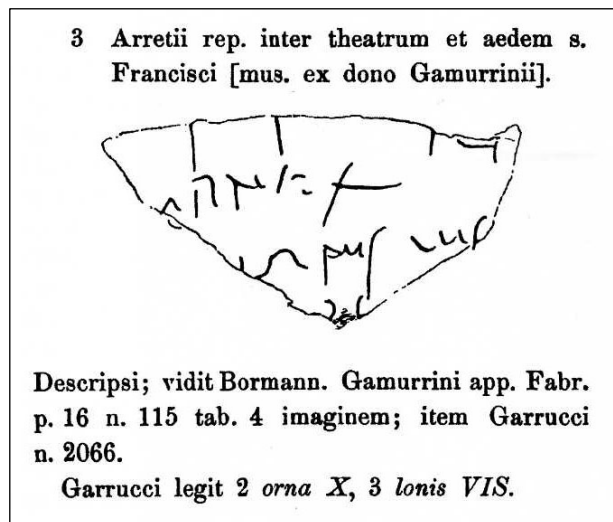 3 Arretii rep. inter theatrum et aedem s.
Francisci [mus. ex dono Gamurrinii].
Descripsi; vidit Bormann. Gamurrini app. Fabr.
p. 16 n. 115 tab. 4 imaginem; item Garrucci
n. 2066.
Garrucci legit 2 orna X, 3 lonis VIS.